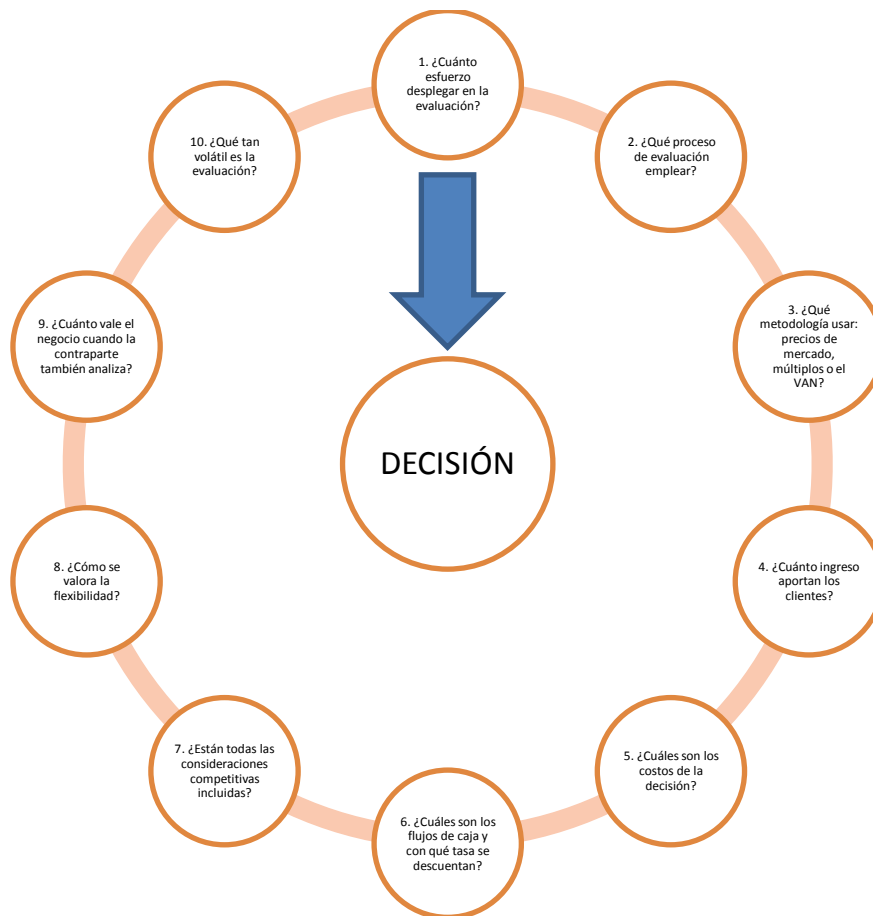 1. ¿Cuánto
esfuerzo
desplegar en la
evaluación?
2. ¿Qué proceso
de evaluación
emplear?
3. ¿Qué
metodología usar:
precios de
mercado,
múltiplos o el
VAN?
4. ¿Cuánto ingreso
aportan los
clientes?
5. ¿Cuáles son los
costos de la
decisión?
6. ¿Cuáles son los
flujos de caja y
con qué tasa se
descuentan?
7. ¿Están todas las
consideraciones
competitivas
incluidas?
8. ¿Cómo se
valora la
flexibilidad?
9. ¿Cuánto vale el
negocio cuando la
contraparte
también analiza?
10. ¿Qué tan
volátil es la
evaluación?
DECISIÓN